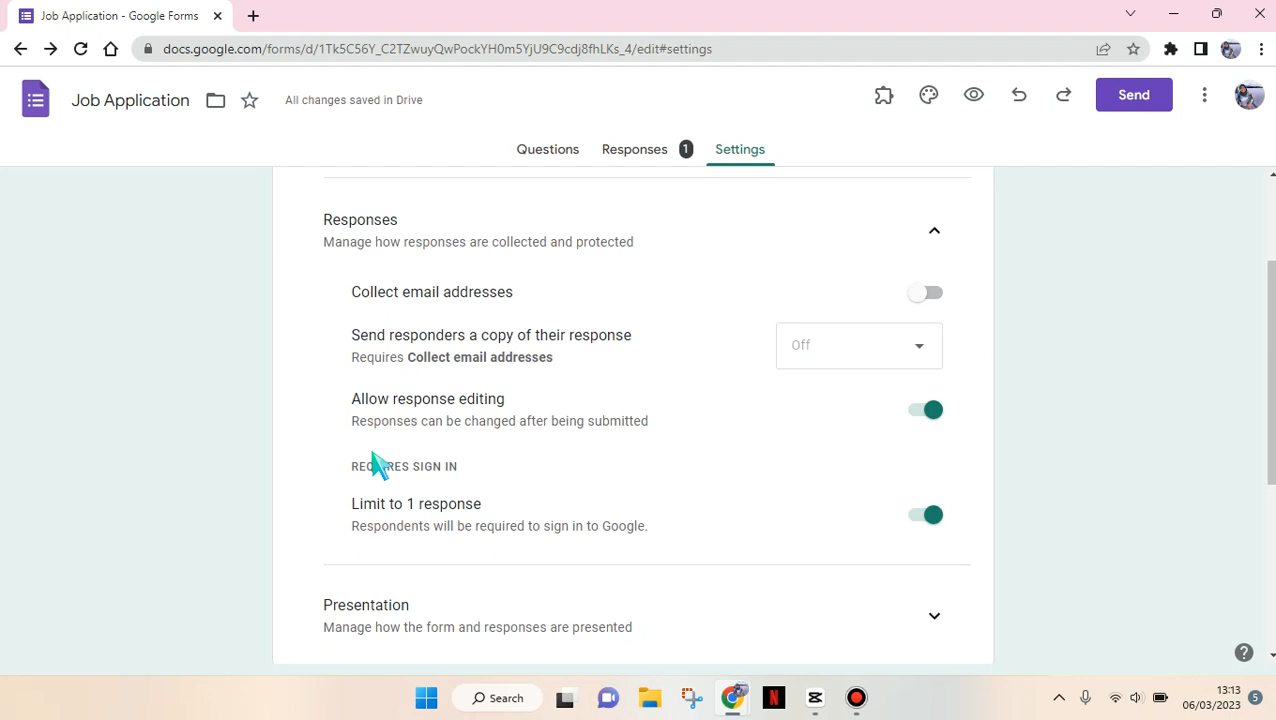 Job Application - Google Forms
docs.google.com/forms/d/1Tk5C56Y_C2TZwuyQwPockYH0m5YjU9C9cdj8fhLKs_4/edit#settings
Job Application
All changes saved in Drive
Send
Questions
Responses 1
Settings
Responses
Manage how responses are collected and protected
Collect email addresses
Send responders a copy of their response
Requires Collect email addresses
Off
Allow response editing
Responses can be changed after being submitted
REQUIRES SIGN IN
Limit to 1 response
Respondents will be required to sign in to Google.
Presentation
Manage how the form and responses are presented
Search
N
13:13
06/03/2023
5